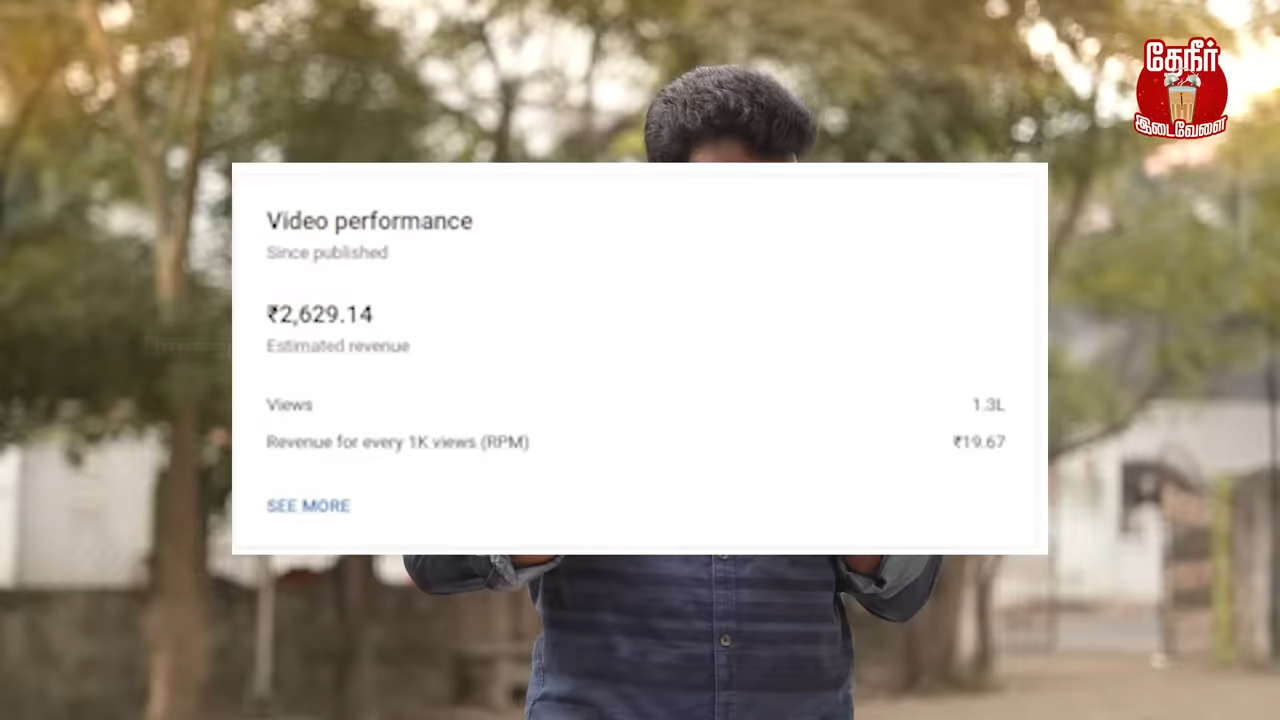 தேநீர்
இடைவேளை
Video performance
Since published
₹2,629.14
Estimated revenue
Views 1.3L
Revenue for every 1K views (RPM) ₹19.67
SEE MORE